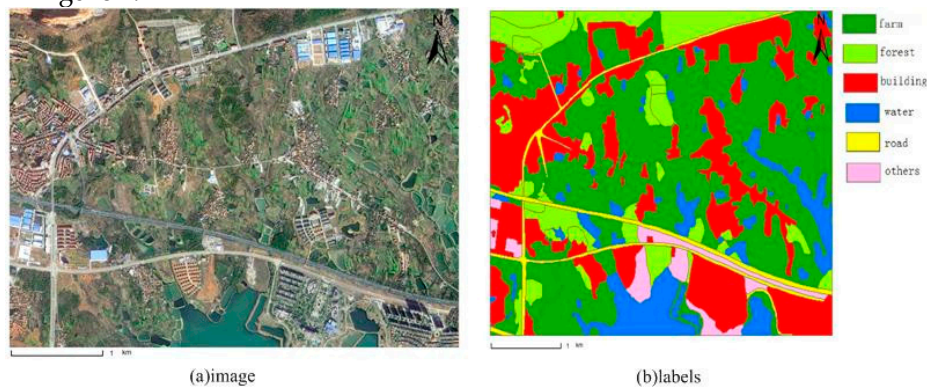 N
1 km
(a)image
N
farm
forest
building
water
road
others
1 km
(b)labels